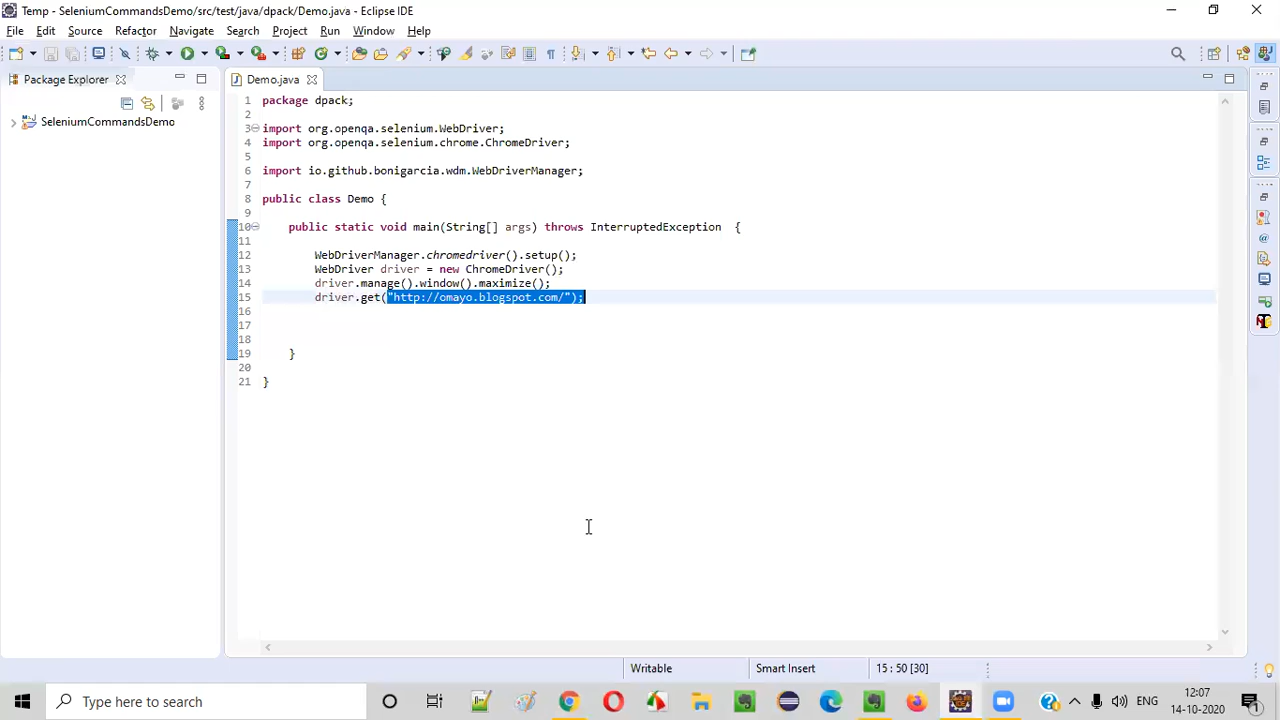 Temp - SeleniumCommandsDemo/src/test/java/dpack/Demo.java - Eclipse IDE
File Edit Source Refactor Navigate Search Project Run Window Help
Package Explorer
Demo.java
SeleniumCommandsDemo
1 package dpack;
2
3 import org.openqa.selenium.WebDriver;
4 import org.openqa.selenium.chrome.ChromeDriver;
5
6 import io.github.bonigarcia.wdm.WebDriverManager;
7
8 public class Demo {
9
10 public static void main(String[] args) throws InterruptedException {
11
12 WebDriverManager.chromedriver().setup();
13 WebDriver driver = new ChromeDriver();
14 driver.manage().window().maximize();
15 driver.get("http://omayo.blogspot.com/");
16
17
18
19 }
20
21 }
Writable Smart Insert 15 : 50 [30]
Type here to search
ENG
12:07
14-10-2020